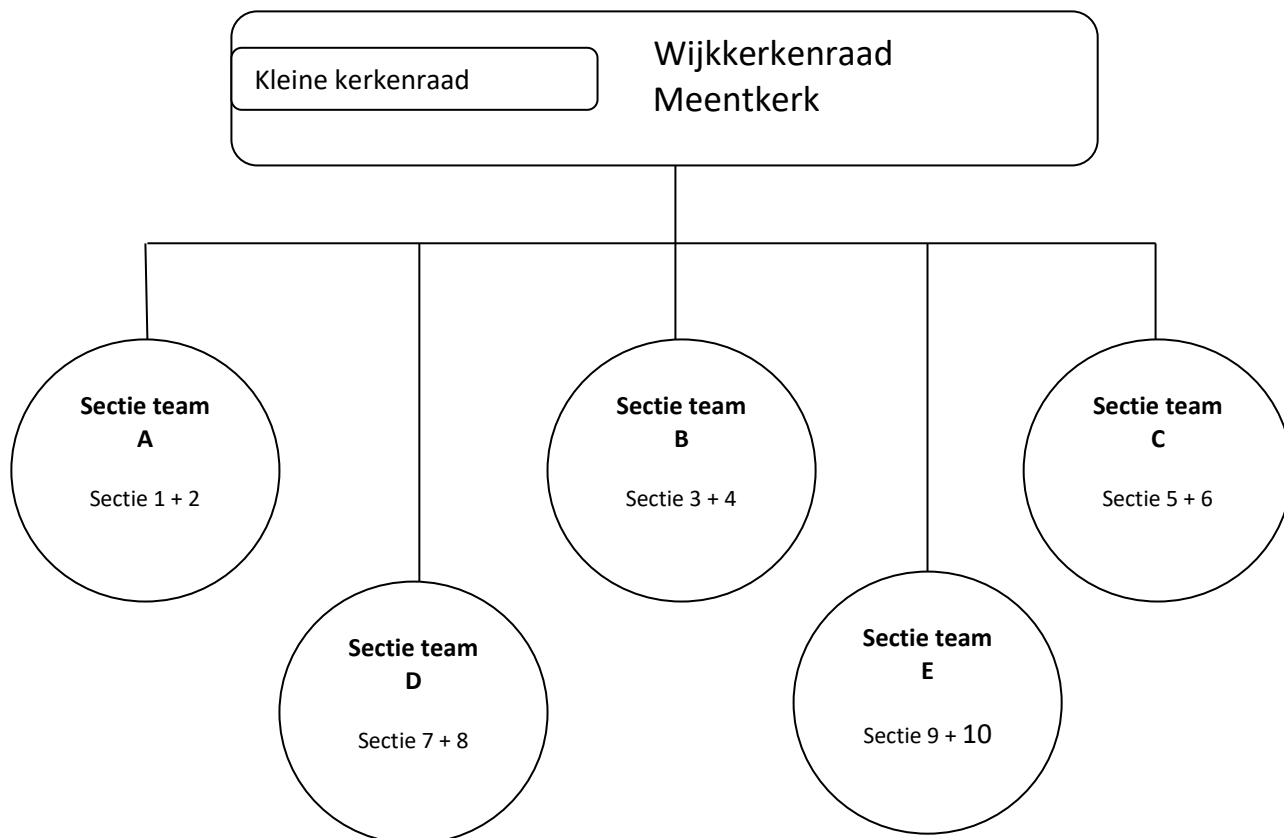 Kleine kerkenraad
Wijkkerkenraad
Meentkerk
Sectie team
A
Sectie 1 + 2
Sectie team
B
Sectie 3 + 4
Sectie team
C
Sectie 5 + 6
Sectie team
D
Sectie 7 + 8
Sectie team
E
Sectie 9 + 10